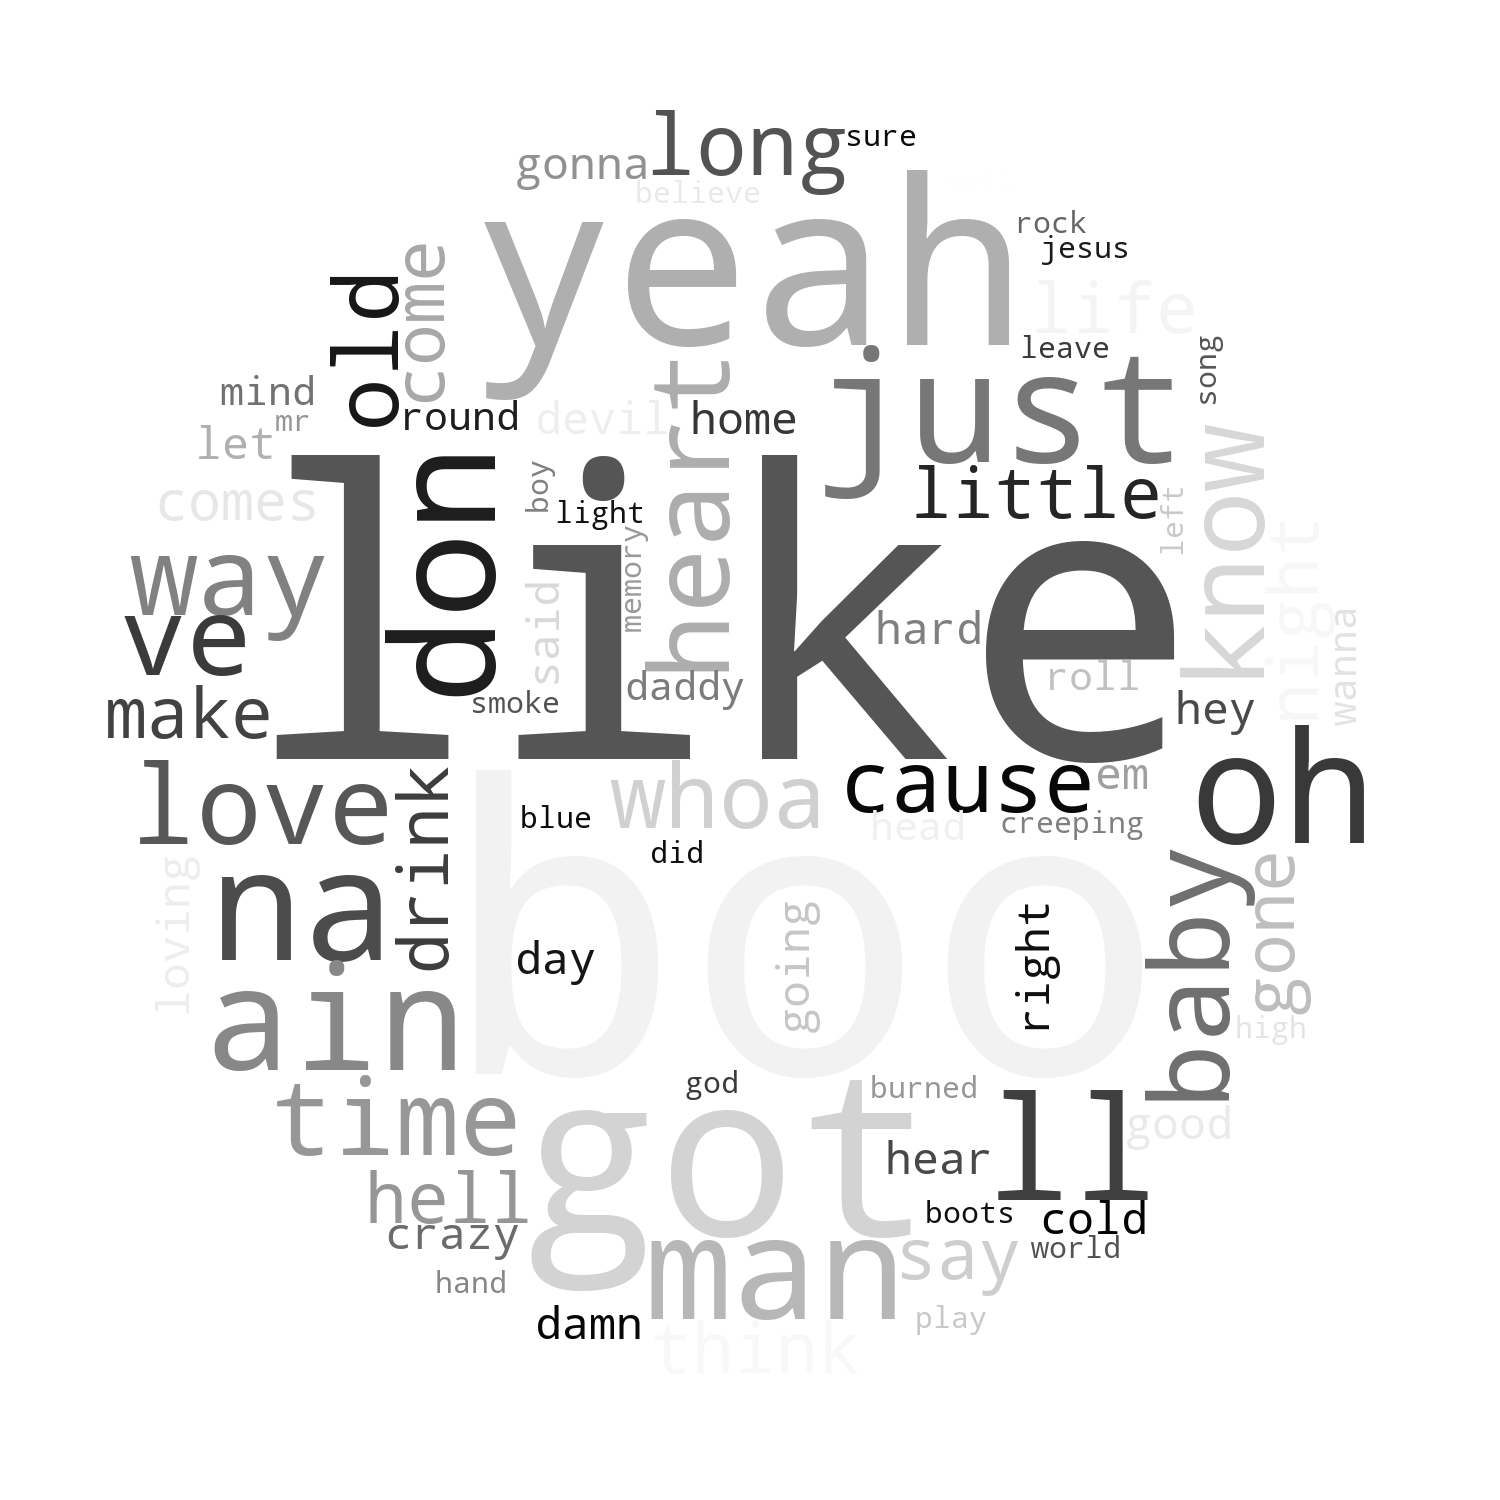 long
sure
gonna
believe
yeah
rock
jesus
old
come
life
just
leave
song
mind
mr
round
devil
home
let
heart
like
don
boy
light
little
know
comes
left
night
way
memory
ve
said
hard
wanna
make
smoke
daddy
roll
hey
love
drink
whoa
cause
em
oh
blue
head
creeping
did
boo
na
loving
baby
gone
day
going
right
ain
high
time
god
burned
got
ll
good
hell
hear
crazy
boots
cold
man
say
world
hand
damn
play
think